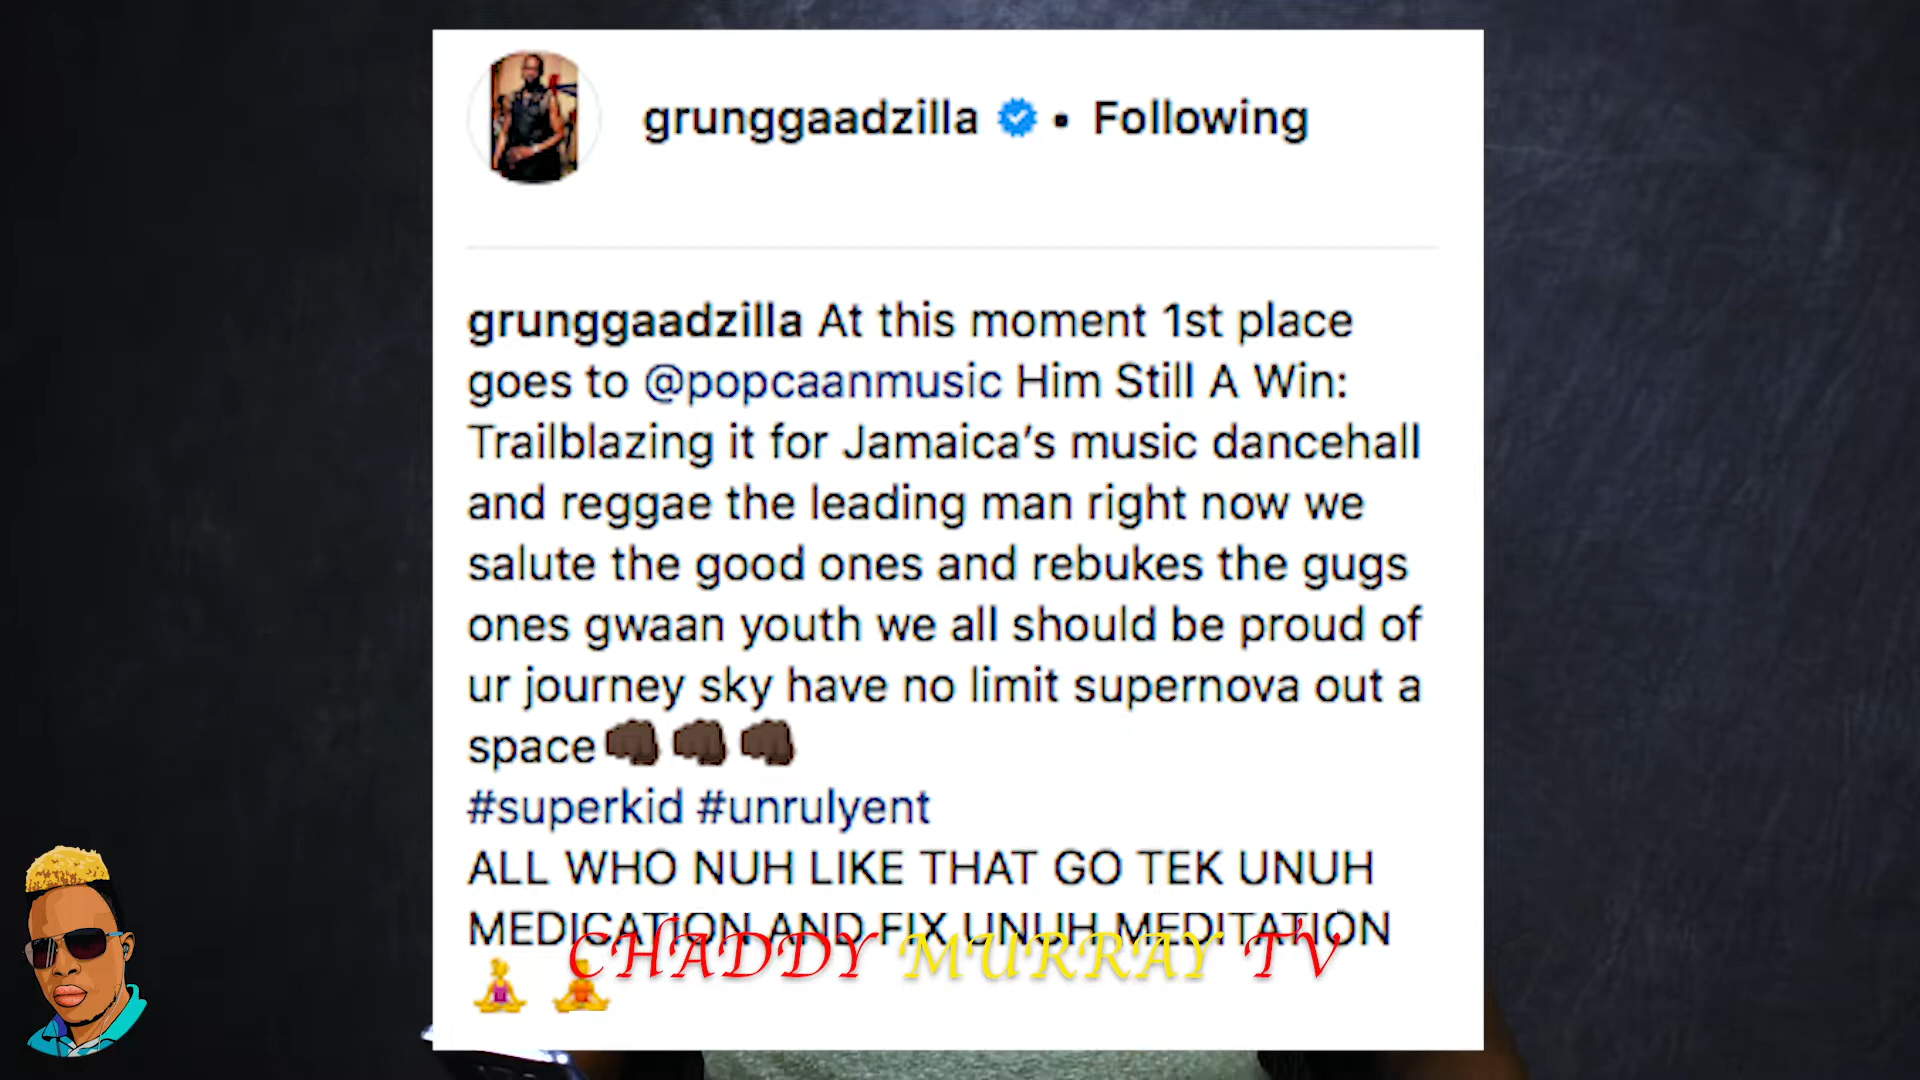 grunggaadzilla • Following
grunggaadzilla At this moment 1st place
goes to @popcaanmusic Him Still A Win:
Trailblazing it for Jamaica’s music dancehall
and reggae the leading man right now we
salute the good ones and rebukes the gugs
ones gwaan youth we all should be proud of
ur journey sky have no limit supernova out a
space👊🏿👊🏿👊🏿
#superkid #unrulyent
ALL WHO NUH LIKE THAT GO TEK UNUH
MEDICATION AND FIX UNUH MEDITATION
CHADDY MURRAY TV